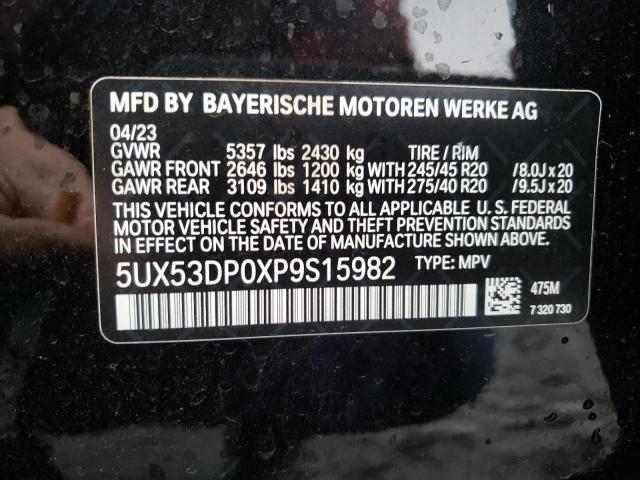 MFD BY BAYERISCHE MOTOREN WERKE AG
04/23
GVWR 5357 lbs 2430 kg TIRE / RIM
GAWR FRONT 2646 lbs 1200 kg WITH 245/45 R20 /8.0J x 20
GAWR REAR 3109 lbs 1410 kg WITH 275/40 R20 /9.5J x 20
THIS VEHICLE CONFORMS TO ALL APPLICABLE U. S. FEDERAL
MOTOR VEHICLE SAFETY AND THEFT PREVENTION STANDARDS
IN EFFECT ON THE DATE OF MANUFACTURE SHOWN ABOVE.
5UX53DP0XP9S15982 TYPE: MPV
475M
7 320 730